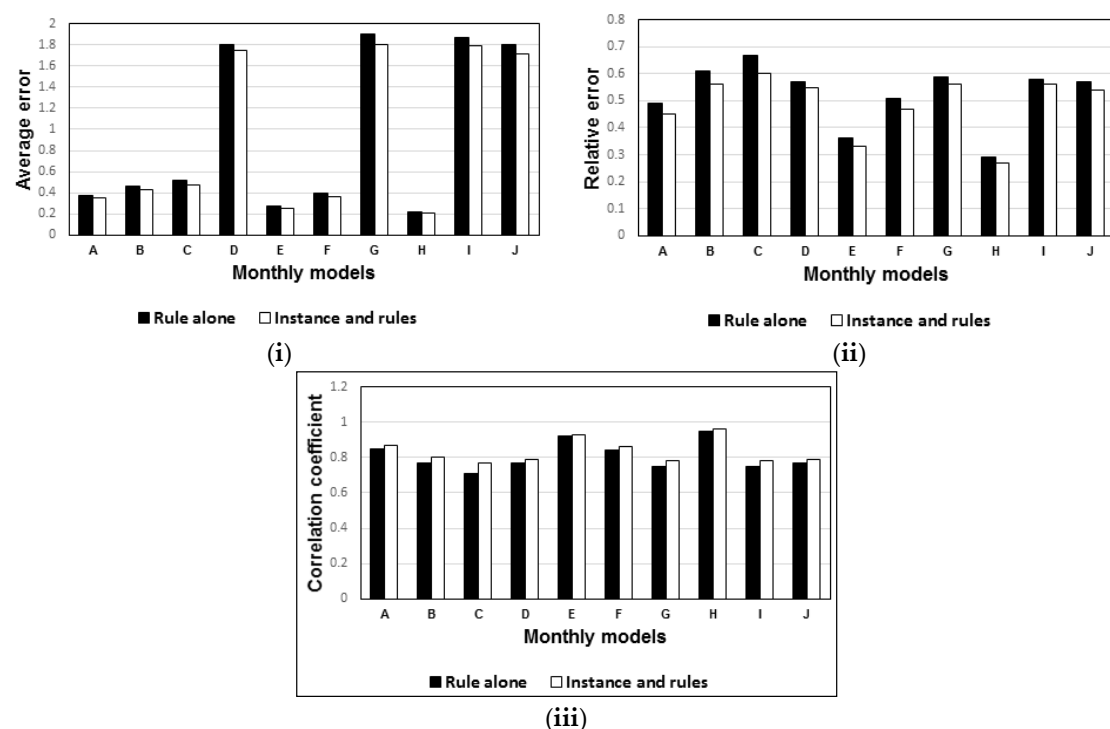 Average error
2
1.8
1.6
1.4
1.2
1
0.8
0.6
0.4
0.2
0
A B C D E F G H I J
Monthly models
Rule alone Instance and rules
(i)
Relative error
0.8
0.7
0.6
0.5
0.4
0.3
0.2
0.1
0
A B C D E F G H I J
Monthly models
Rule alone Instance and rules
(ii)
Correlation coefficient
1.2
1
0.8
0.6
0.4
0.2
0
A B C D E F G H I J
Monthly models
Rule alone Instance and rules
(iii)